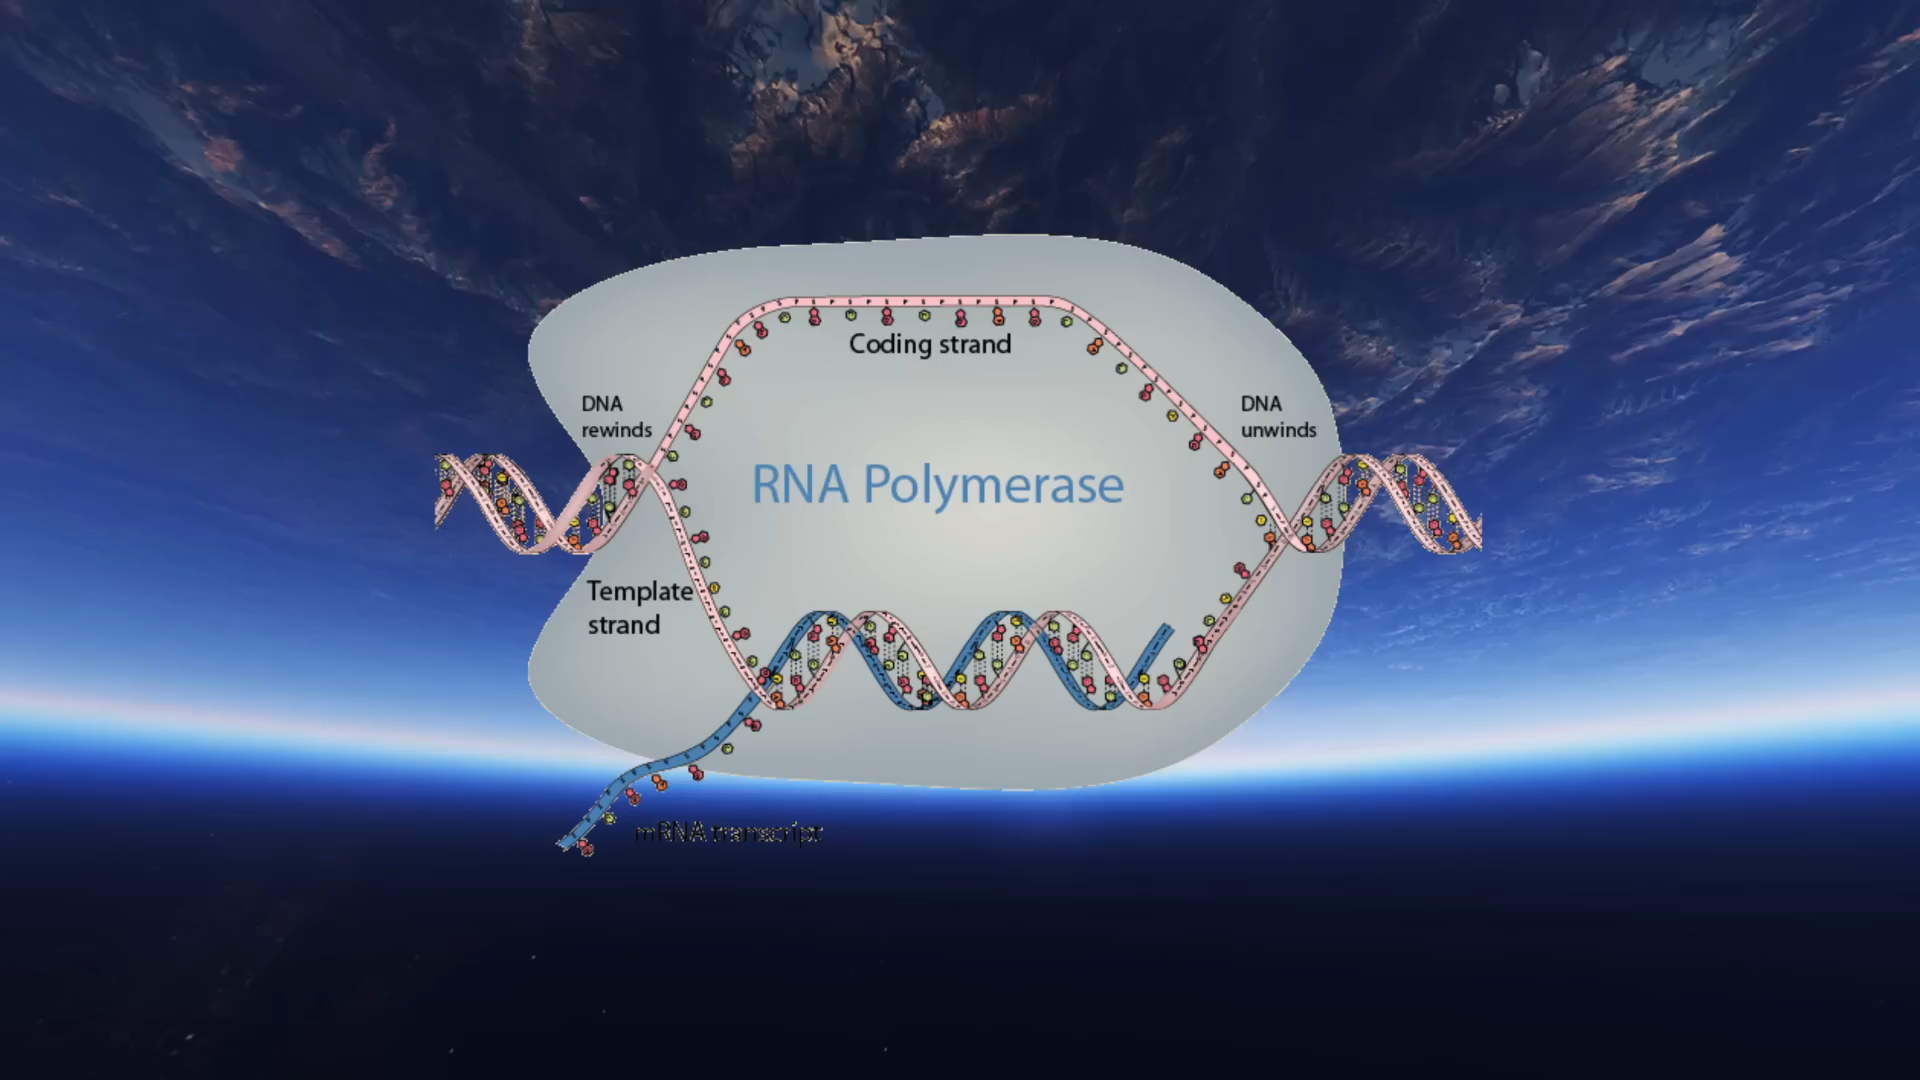 Coding strand
DNA
rewinds
DNA
unwinds
RNA Polymerase
Template
strand
mRNA transcript